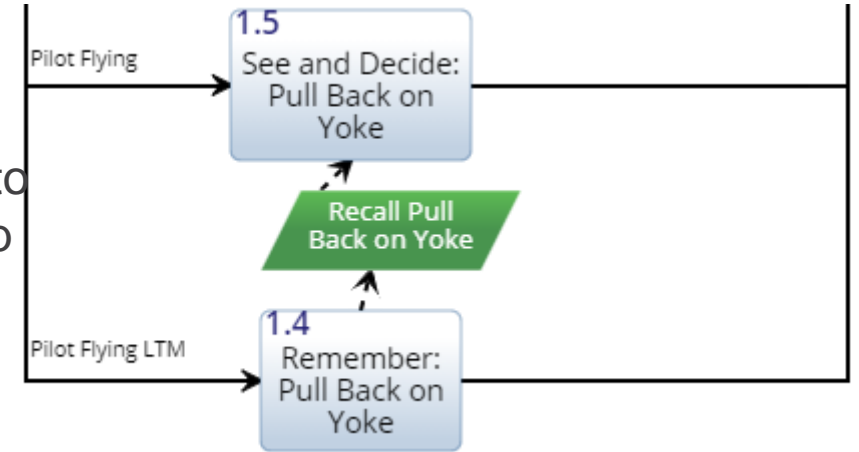 1.5
Pilot Flying
See and Decide:
Pull Back on
Yoke
to
Recall Pull
Back on Yoke
1.4
Pilot Flying LTM
Remember:
Pull Back on
Yoke